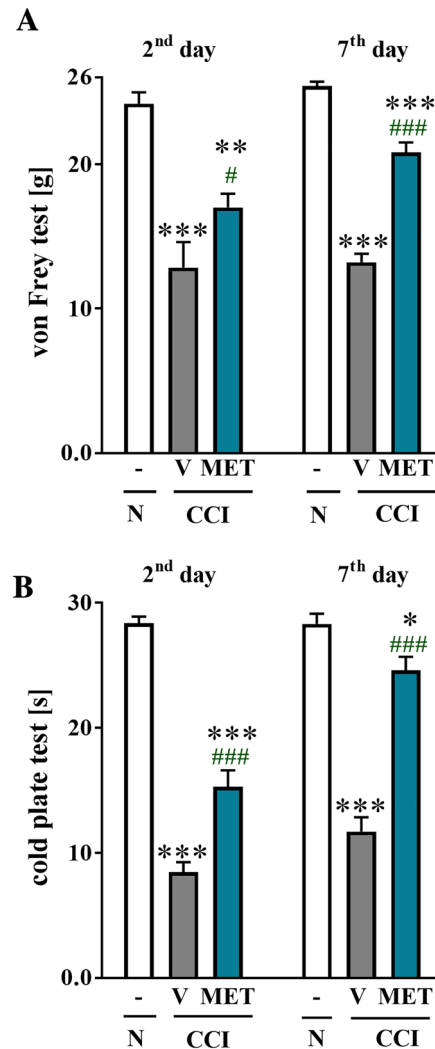 A
2nd day 7th day
von Frey test [g]
26
20
10
0.0
***
**
#
***
***
###
- V MET - V MET
N CCI N CCI
B
2nd day 7th day
cold plate test [s]
30
20
10
0.0
***
***
###
***
*
###
- V MET - V MET
N CCI N CCI